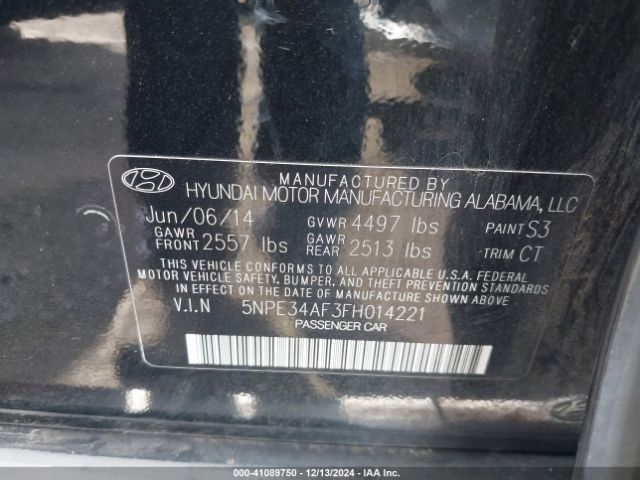 MANUFACTURED BY
HYUNDAI MOTOR MANUFACTURING ALABAMA, LLC
Jun/06/14 GVWR 4497 lbs PAINT S3
GAWR FRONT 2557 lbs GAWR REAR 2513 lbs TRIM CT
THIS VEHICLE CONFORMS TO ALL APPLICABLE U.S.A. FEDERAL
MOTOR VEHICLE SAFETY, BUMPER, AND THEFT PREVENTION STANDARDS
IN EFFECT ON THE DATE OF MANUFACTURE SHOWN ABOVE
V.I.N 5NPE34AF3FH014221
PASSENGER CAR
000-41089750 - 12/13/2024 - IAA Inc.